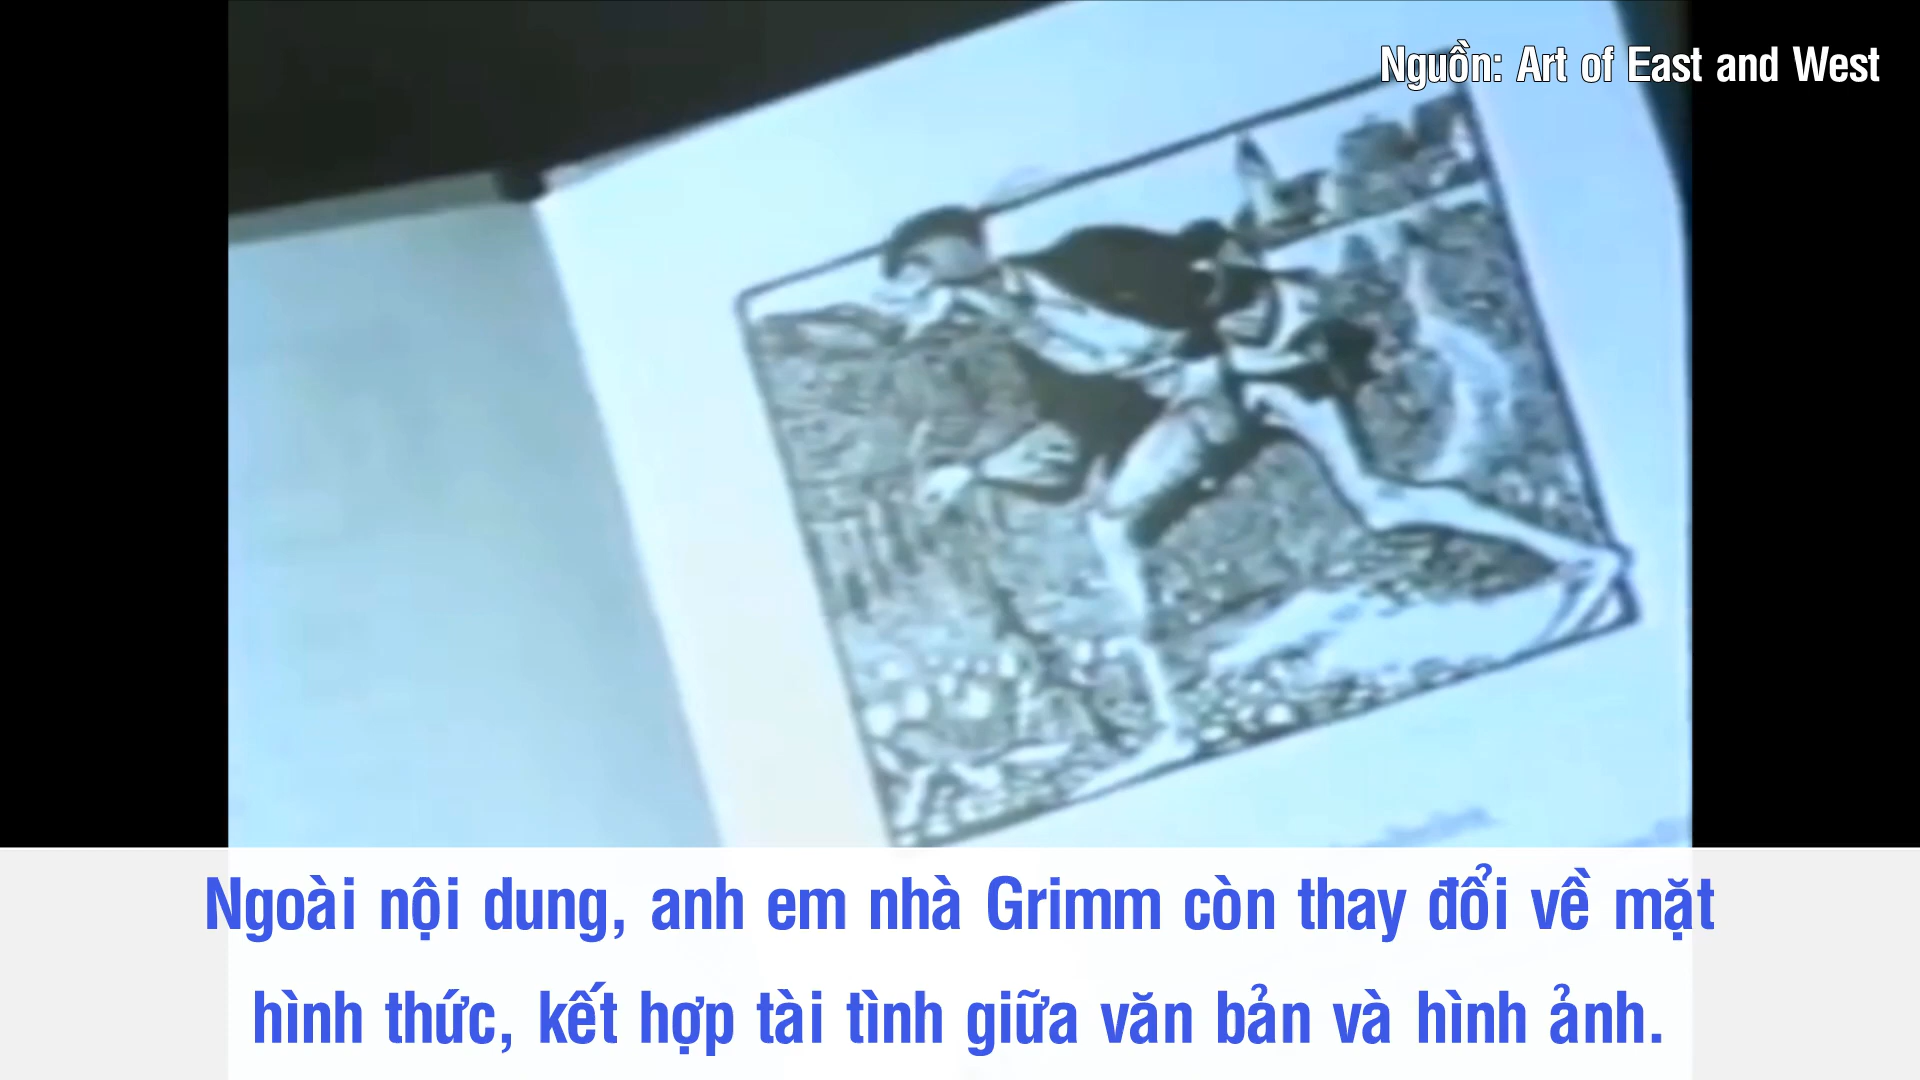 Nguồn: Art of East and West
Ngoài nội dung, anh em nhà Grimm còn thay đổi về mặt
hình thức, kết hợp tài tình giữa văn bản và hình ảnh.